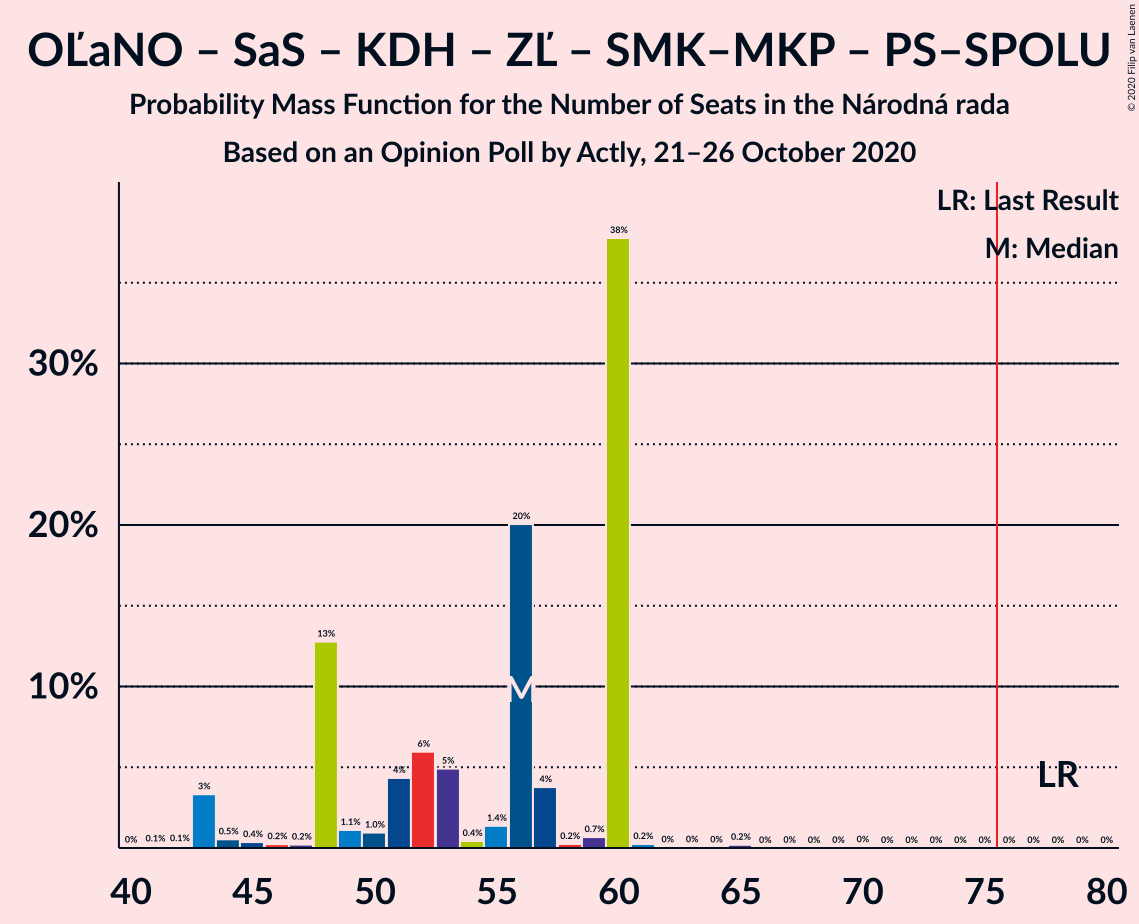 OĽaNO – SaS – KDH – ZĽ – SMK–MKP – PS–SPOLU
Probability Mass Function for the Number of Seats in the Národná rada
Based on an Opinion Poll by Actly, 21–26 October 2020
© 2020 Filip van Laenen
LR: Last Result
M: Median
38%
30%
20%
20%
13%
10%
M
6%
5%
4%
4%
LR
3%
0% 0.1% 0.1% 0.5% 0.4% 0.2% 0.2% 1.1% 1.0% 0.4% 1.4% 0.2% 0.7% 0.2% 0% 0% 0% 0.2% 0% 0% 0% 0% 0% 0% 0% 0% 0% 0% 0% 0% 0% 0% 0%
40 45 50 55 60 65 70 75 80